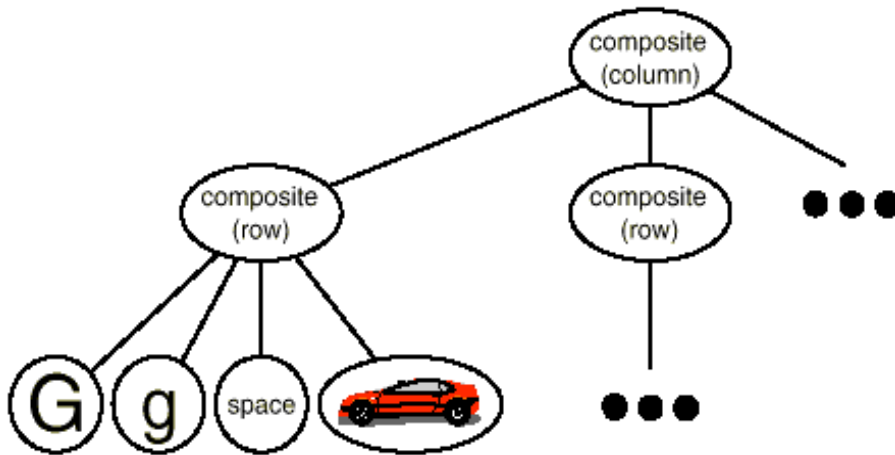 composite
(column)
composite
(row)
composite
(row)
G
g
space